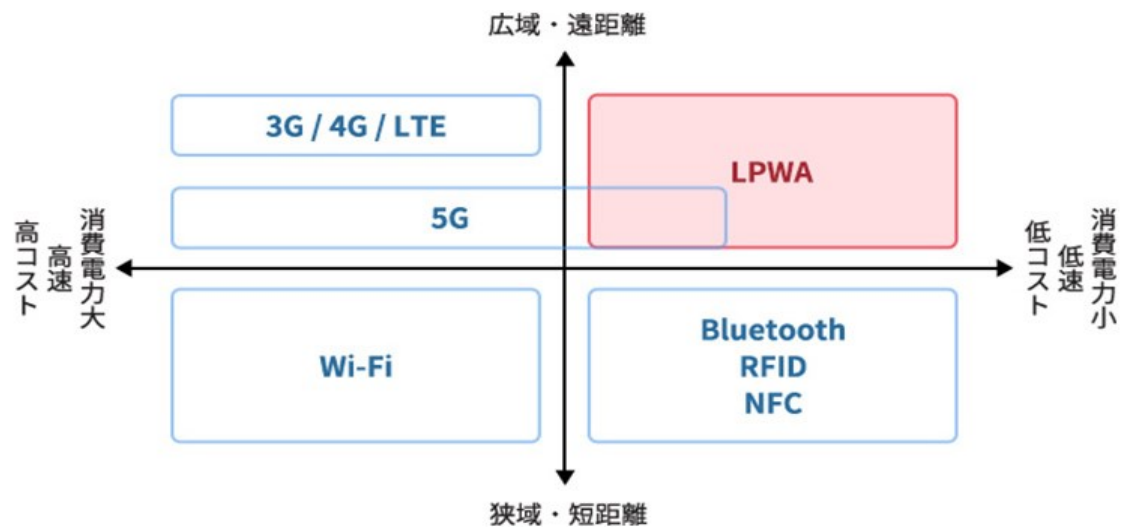 広域・遠距離
3G / 4G / LTE
LPWA
5G
消費電力大
高速
高コスト
消費電力小
低速
低コスト
Wi-Fi
Bluetooth
RFID
NFC
狭域・短距離